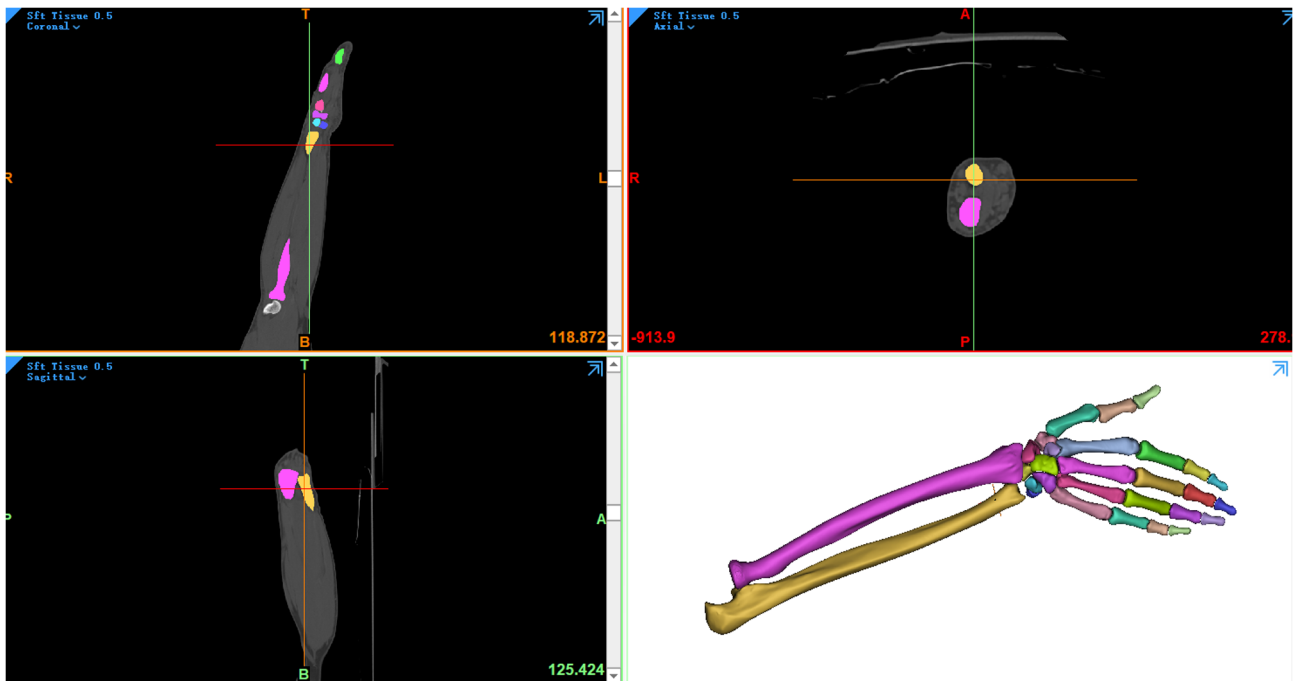 Sft Tissue 0.5
Coronal
T
R
L
B
118.872
Sft Tissue 0.5
Axial
A
R
P
-913.9
278.
Sft Tissue 0.5
Sagittal
T
P
A
B
125.424